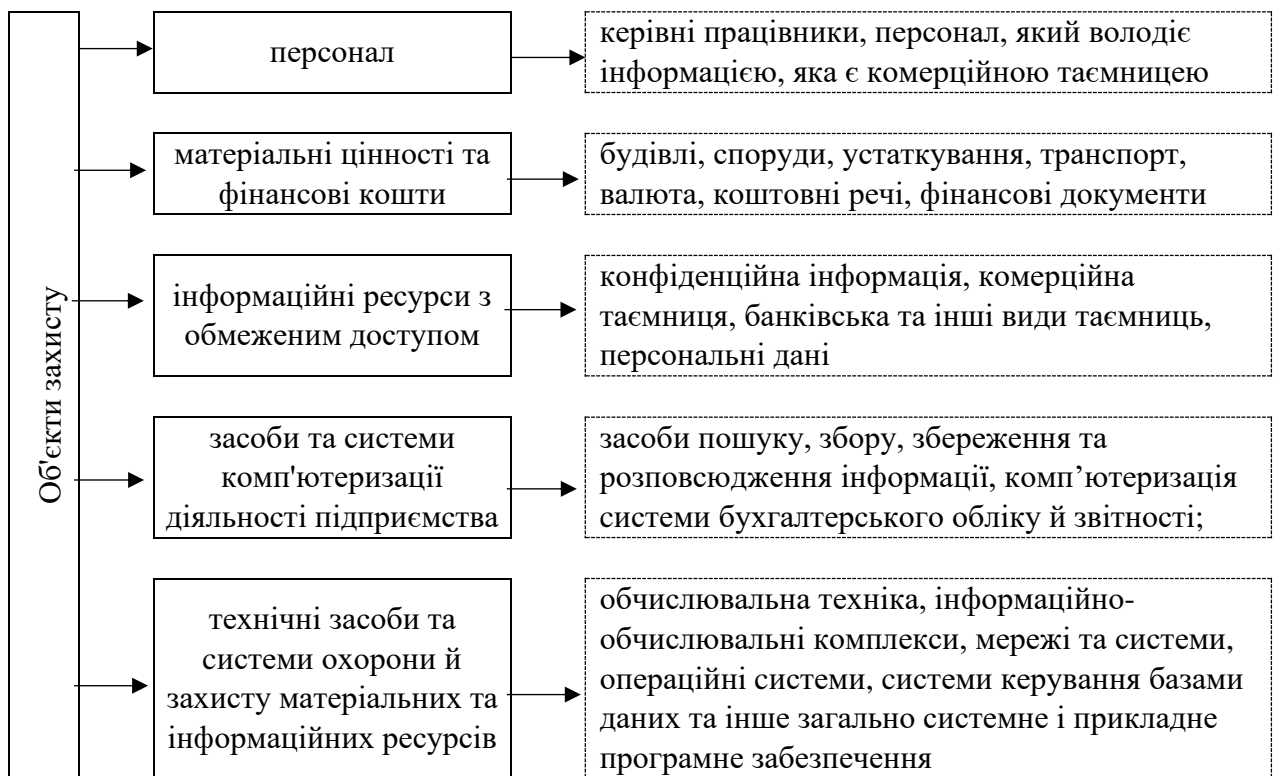 Об'єкти захисту
персонал
керівні працівники, персонал, який володіє
інформацією, яка є комерційною таємницею
матеріальні цінності та
фінансові кошти
будівлі, споруди, устаткування, транспорт,
валюта, коштовні речі, фінансові документи
інформаційні ресурси з
обмеженим доступом
конфіденційна інформація, комерційна
таємниця, банківська та інші види таємниць,
персональні дані
засоби та системи
комп'ютеризації
діяльності підприємства
засоби пошуку, збору, збереження та
розповсюдження інформації, комп’ютеризація
системи бухгалтерського обліку й звітності;
технічні засоби та
системи охорони й
захисту матеріальних та
інформаційних ресурсів
обчислювальна техніка, інформаційно-
обчислювальні комплекси, мережі та системи,
операційні системи, системи керування базами
даних та інше загально системне і прикладне
програмне забезпечення